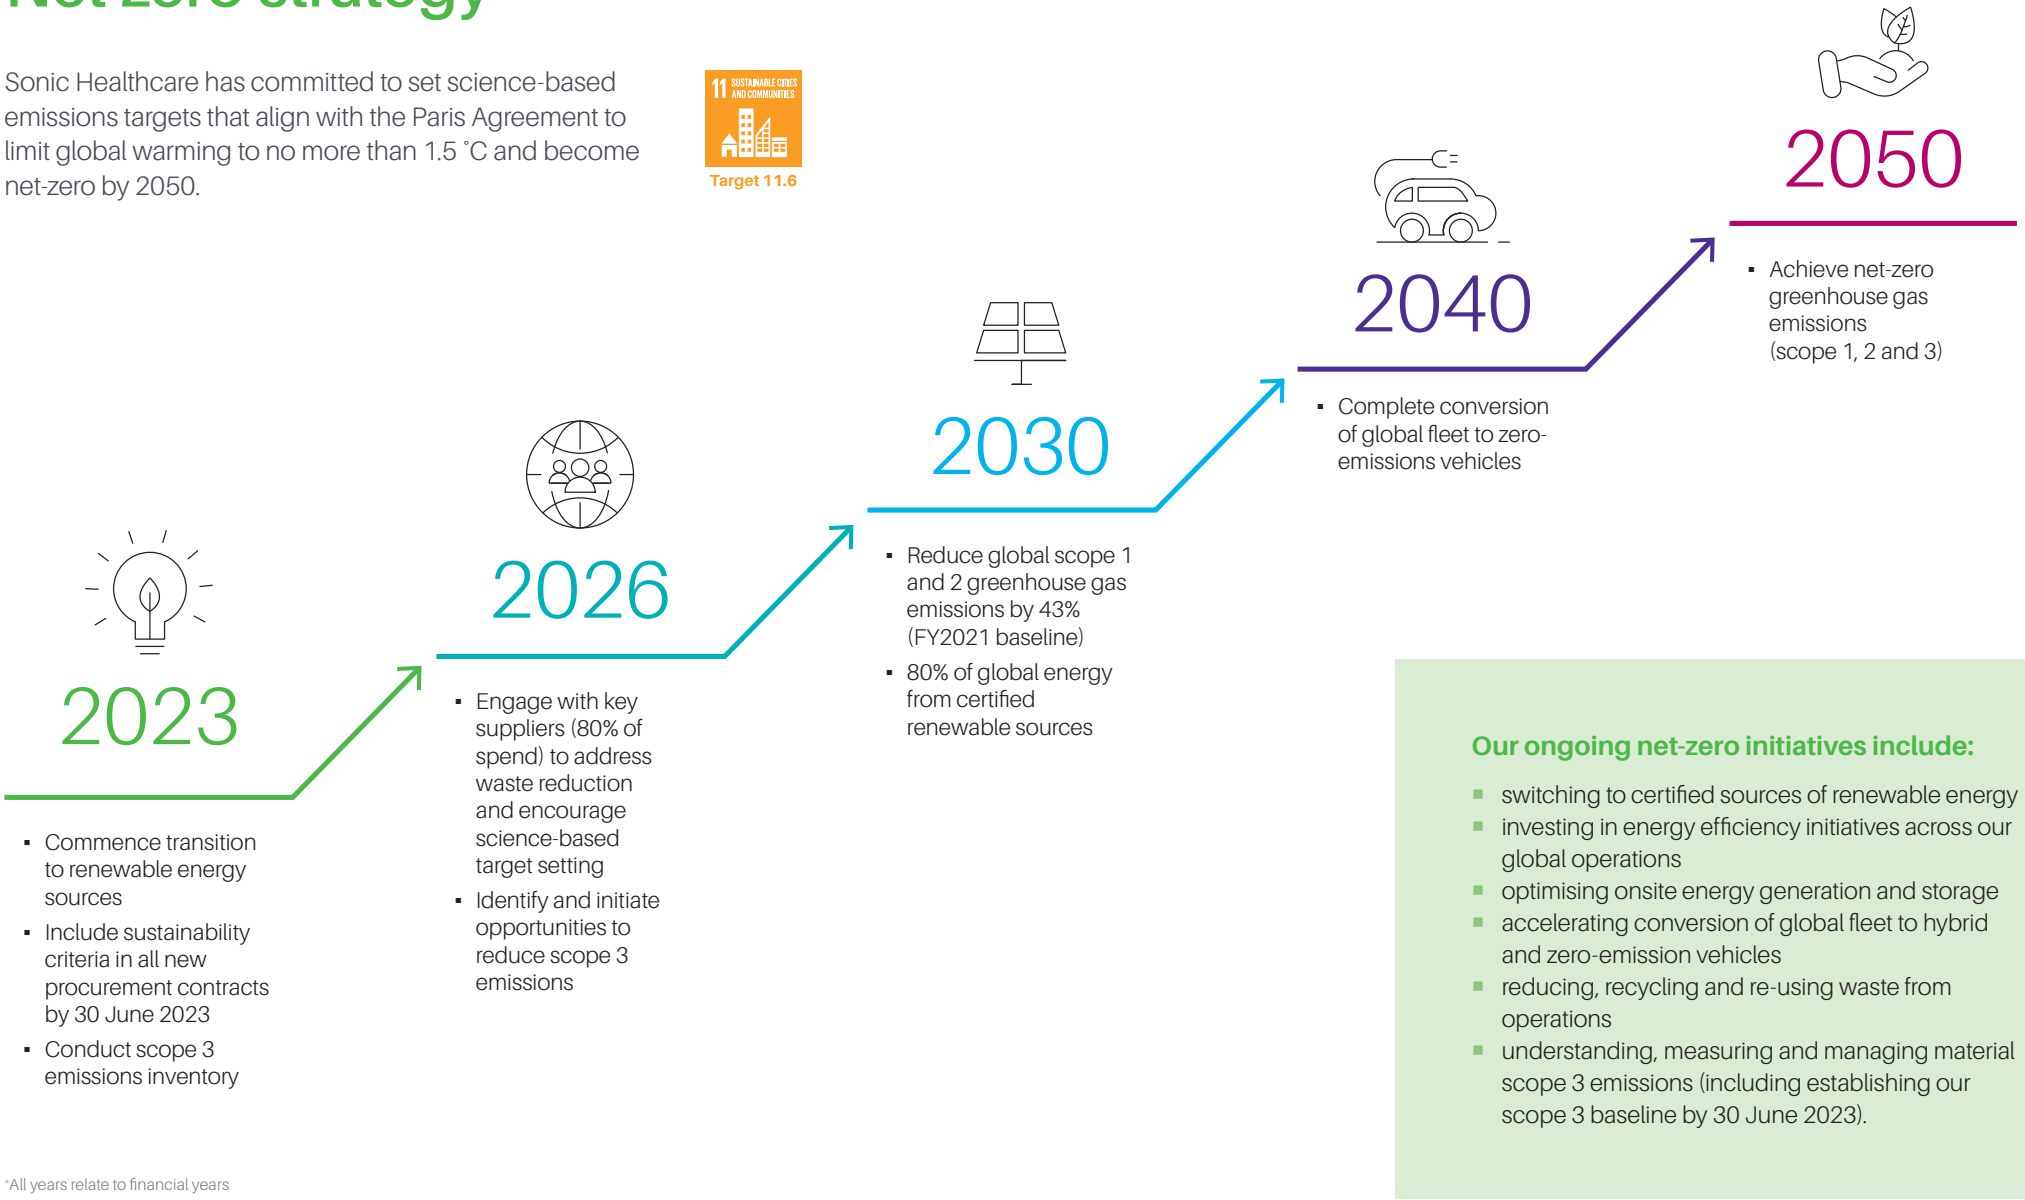 Net-zero strategy
Sonic Healthcare has committed to set science-based
emissions targets that align with the Paris Agreement to
limit global warming to no more than 1.5 °C and become
net-zero by 2050.
11 SUSTAINABLE CITIES
AND COMMUNITIES
Target 11.6
2023
Commence transition
to renewable energy
sources
Include sustainability
criteria in all new
procurement contracts
by 30 June 2023
Conduct scope 3
emissions inventory
2026
Engage with key
suppliers (80% of
spend) to address
waste reduction
and encourage
science-based
target setting
Identify and initiate
opportunities to
reduce scope 3
emissions
2030
Reduce global scope 1
and 2 greenhouse gas
emissions by 43%
(FY2021 baseline)
80% of global energy
from certified
renewable sources
2040
Complete conversion
of global fleet to zero-
emissions vehicles
2050
Achieve net-zero
greenhouse gas
emissions
(scope 1, 2 and 3)
Our ongoing net-zero initiatives include:
switching to certified sources of renewable energy
investing in energy efficiency initiatives across our
global operations
optimising onsite energy generation and storage
accelerating conversion of global fleet to hybrid
and zero-emission vehicles
reducing, recycling and re-using waste from
operations
understanding, measuring and managing material
scope 3 emissions (including establishing our
scope 3 baseline by 30 June 2023).
*All years relate to financial years